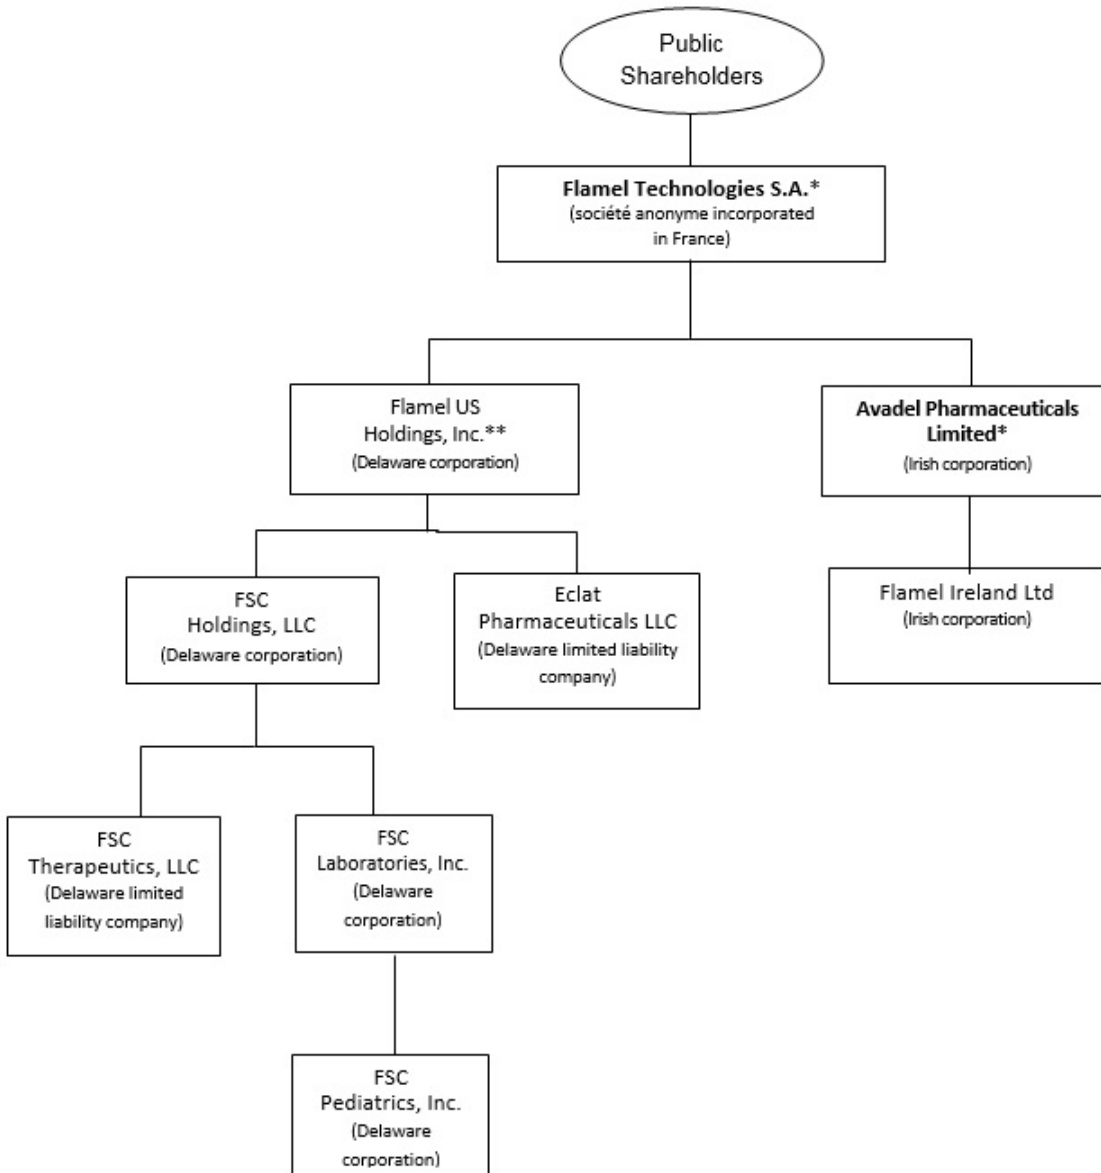 Public
Shareholders
Flamel Technologies S.A.*
(société anonyme incorporated
in France)
Flamel US
Holdings, Inc.**
(Delaware corporation)
Avadel Pharmaceuticals
Limited*
(Irish corporation)
FSC
Holdings, LLC
(Delaware corporation)
Eclat
Pharmaceuticals LLC
(Delaware limited liability
company)
Flamel Ireland Ltd
(Irish corporation)
FSC
Therapeutics, LLC
(Delaware limited
liability company)
FSC
Laboratories, Inc.
(Delaware
corporation)
FSC
Pediatrics, Inc.
(Delaware
corporation)